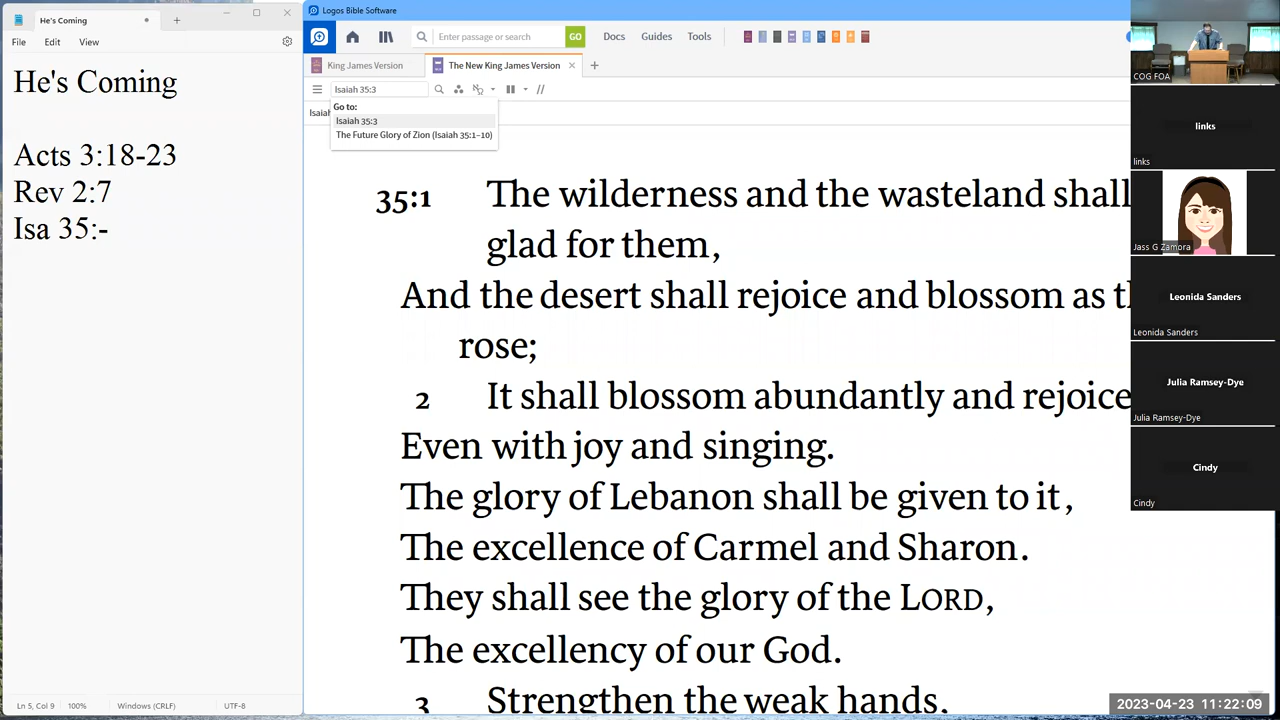 He's Coming
File Edit View
He's Coming
Acts 3:18-23
Rev 2:7
Isa 35:-
Ln 5, Col 9 100% Windows (CRLF) UTF-8
Logos Bible Software
Enter passage or search GO Docs Guides Tools
King James Version The New King James Version
Isaiah 35:3
Isaiah
Go to:
Isaiah 35:3
The Future Glory of Zion (Isaiah 35:1–10)
35:1 The wilderness and the wasteland shall
glad for them,
And the desert shall rejoice and blossom as th
rose;
2 It shall blossom abundantly and rejoice
Even with joy and singing.
The glory of Lebanon shall be given to it,
The excellence of Carmel and Sharon.
They shall see the glory of the LORD,
The excellency of our God.
3 Strengthen the weak hands,
COG FOA
links
links
Jass G Zamora
Leonida Sanders
Leonida Sanders
Julia Ramsey-Dye
Julia Ramsey-Dye
Cindy
Cindy
2023-04-23 11:22:09